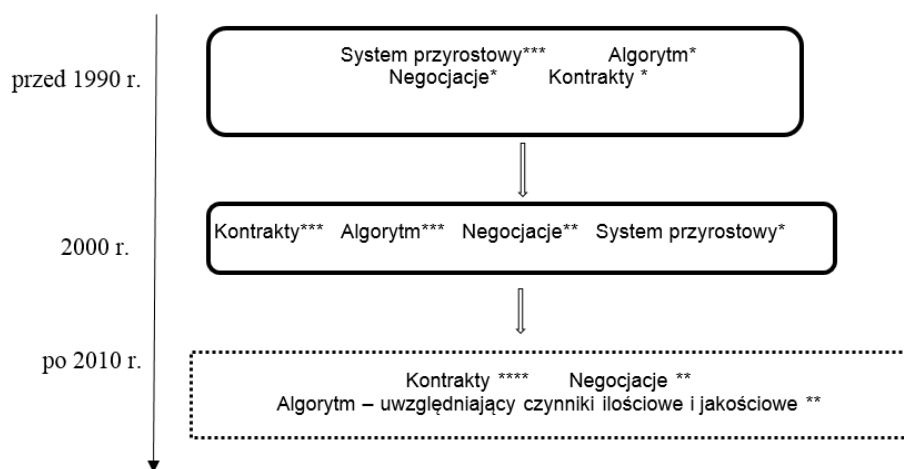 System przyrostowy*** Algorytm*
przed 1990 r.
Negocjacje* Kontrakty *
Kontrakty*** Algorytm*** Negocjacje** System przyrostowy*
2000 r.
po 2010 r.
Kontrakty **** Negocjacje **
Algorytm – uwzględniający czynniki ilościowe i jakościowe **